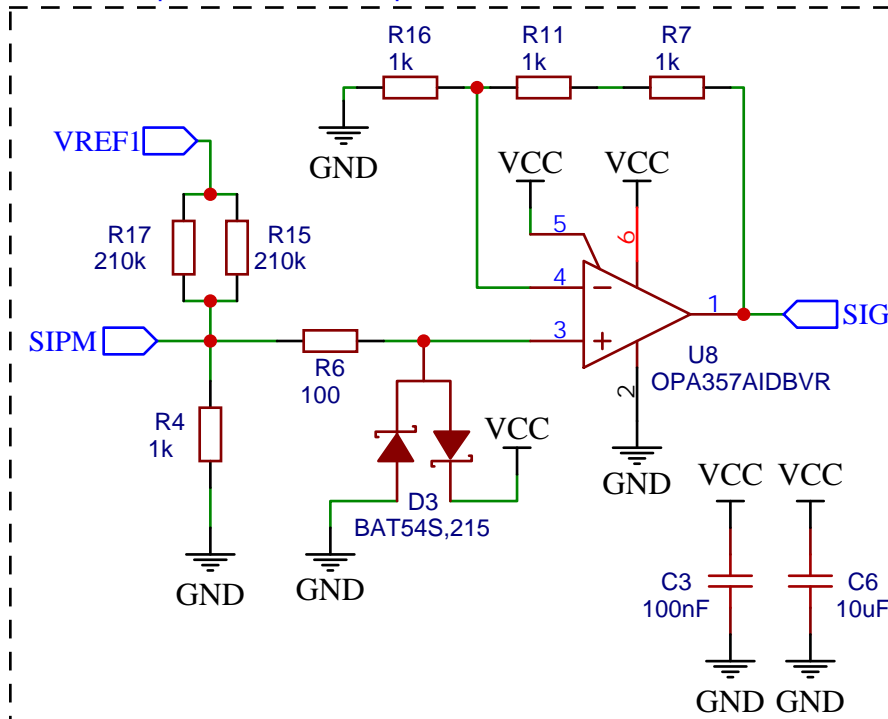 R16
1k
R11
1k
R7
1k
GND
VREF1
VCC
VCC
R17
210k
R15
210k
5
6
4
3
1
2
SIPM
SIG
R6
100
U8
OPA357AIDBVR
R4
1k
VCC
D3
BAT54S,215
GND
GND
GND
VCC
VCC
C3
100nF
C6
10uF
GND
GND